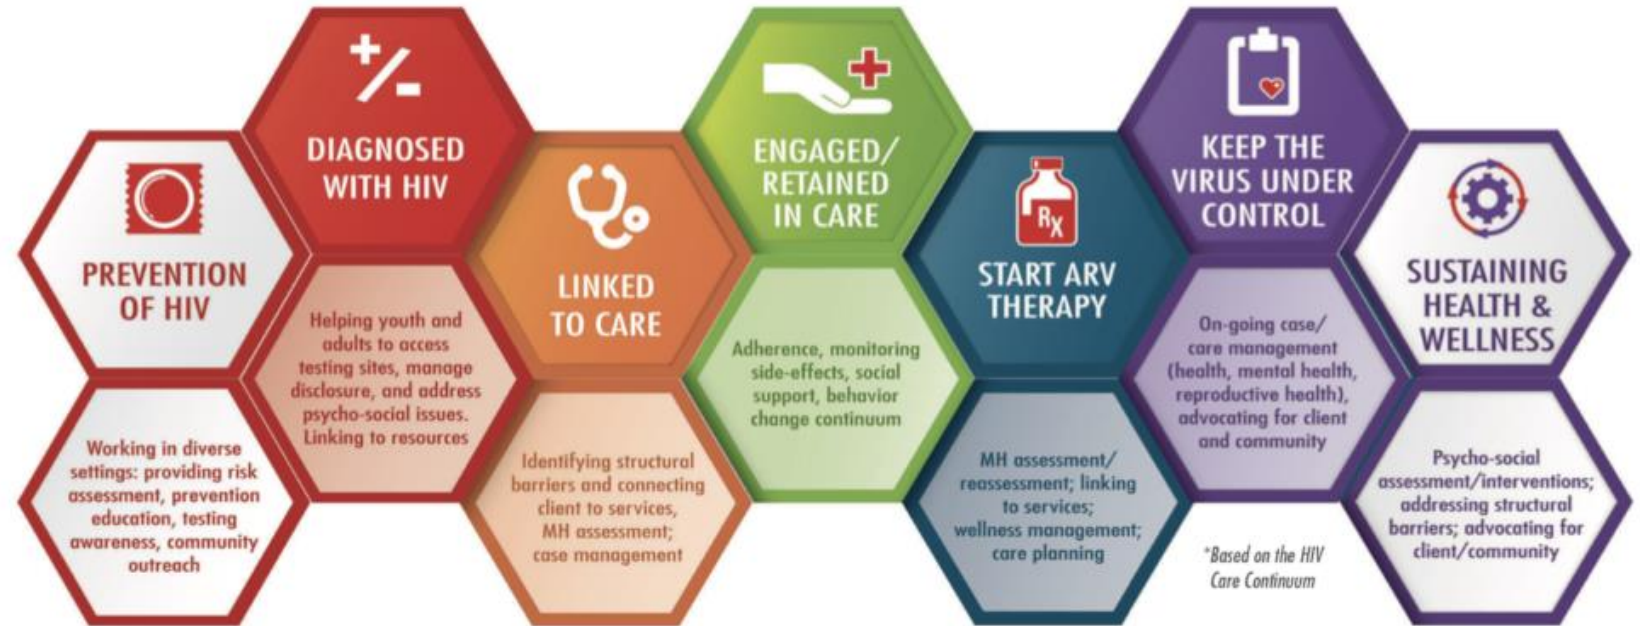 PREVENTION
OF HIV
Working in diverse
settings: providing risk
assessment, prevention
education, testing
awareness, community
outreach
+/-
DIAGNOSED
WITH HIV
Helping youth and
adults to access
testing sites, manage
disclosure, and address
psycho-social issues.
Linking to resources
LINKED
TO CARE
Identifying structural
barriers and connecting
client to services,
MH assessment;
case management
ENGAGED/
RETAINED
IN CARE
Adherence, monitoring
side-effects, social
support, behavior
change continuum
Rx
START ARV
THERAPY
MH assessment/
reassessment; linking
to services;
wellness management;
care planning
KEEP THE
VIRUS UNDER
CONTROL
On-going case/
care management
(health, mental health,
reproductive health),
advocating for client
and community
SUSTAINING
HEALTH &
WELLNESS
Psycho-social
assessment/interventions;
addressing structural
barriers; advocating for
client/community
*Based on the HIV
Care Continuum